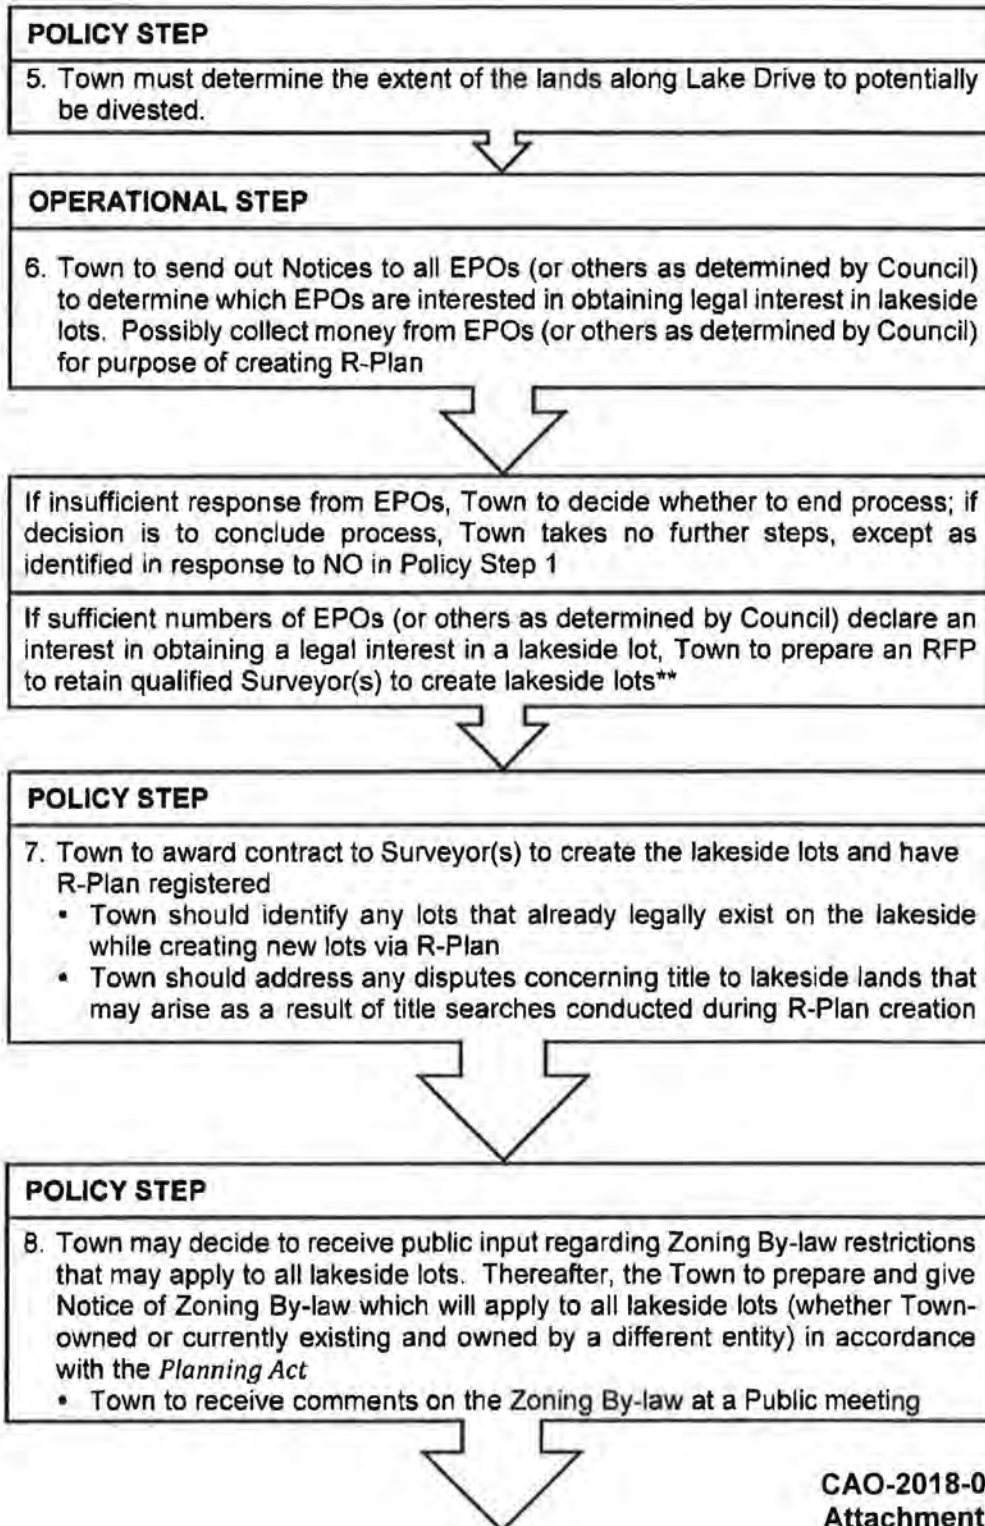 POLICY STEP
5. Town must determine the extent of the lands along Lake Drive to potentially
be divested.
OPERATIONAL STEP
6. Town to send out Notices to all EPOs (or others as determined by Council)
to determine which EPOs are interested in obtaining legal interest in lakeside
lots. Possibly collect money from EPOs (or others as determined by Council)
for purpose of creating R-Plan
If insufficient response from EPOs, Town to decide whether to end process; if
decision is to conclude process, Town takes no further steps, except as
identified in response to NO in Policy Step 1
If sufficient numbers of EPOs (or others as determined by Council) declare an
interest in obtaining a legal interest in a lakeside lot, Town to prepare an RFP
to retain qualified Surveyor(s) to create lakeside lots**
POLICY STEP
7. Town to award contract to Surveyor(s) to create the lakeside lots and have
R-Plan registered
• Town should identify any lots that already legally exist on the lakeside
while creating new lots via R-Plan
• Town should address any disputes concerning title to lakeside lands that
may arise as a result of title searches conducted during R-Plan creation
POLICY STEP
8. Town may decide to receive public input regarding Zoning By-law restrictions
that may apply to all lakeside lots. Thereafter, the Town to prepare and give
Notice of Zoning By-law which will apply to all lakeside lots (whether Town-
owned or currently existing and owned by a different entity) in accordance
with the Planning Act
• Town to receive comments on the Zoning By-law at a Public meeting
CAO-2018-0
Attachment